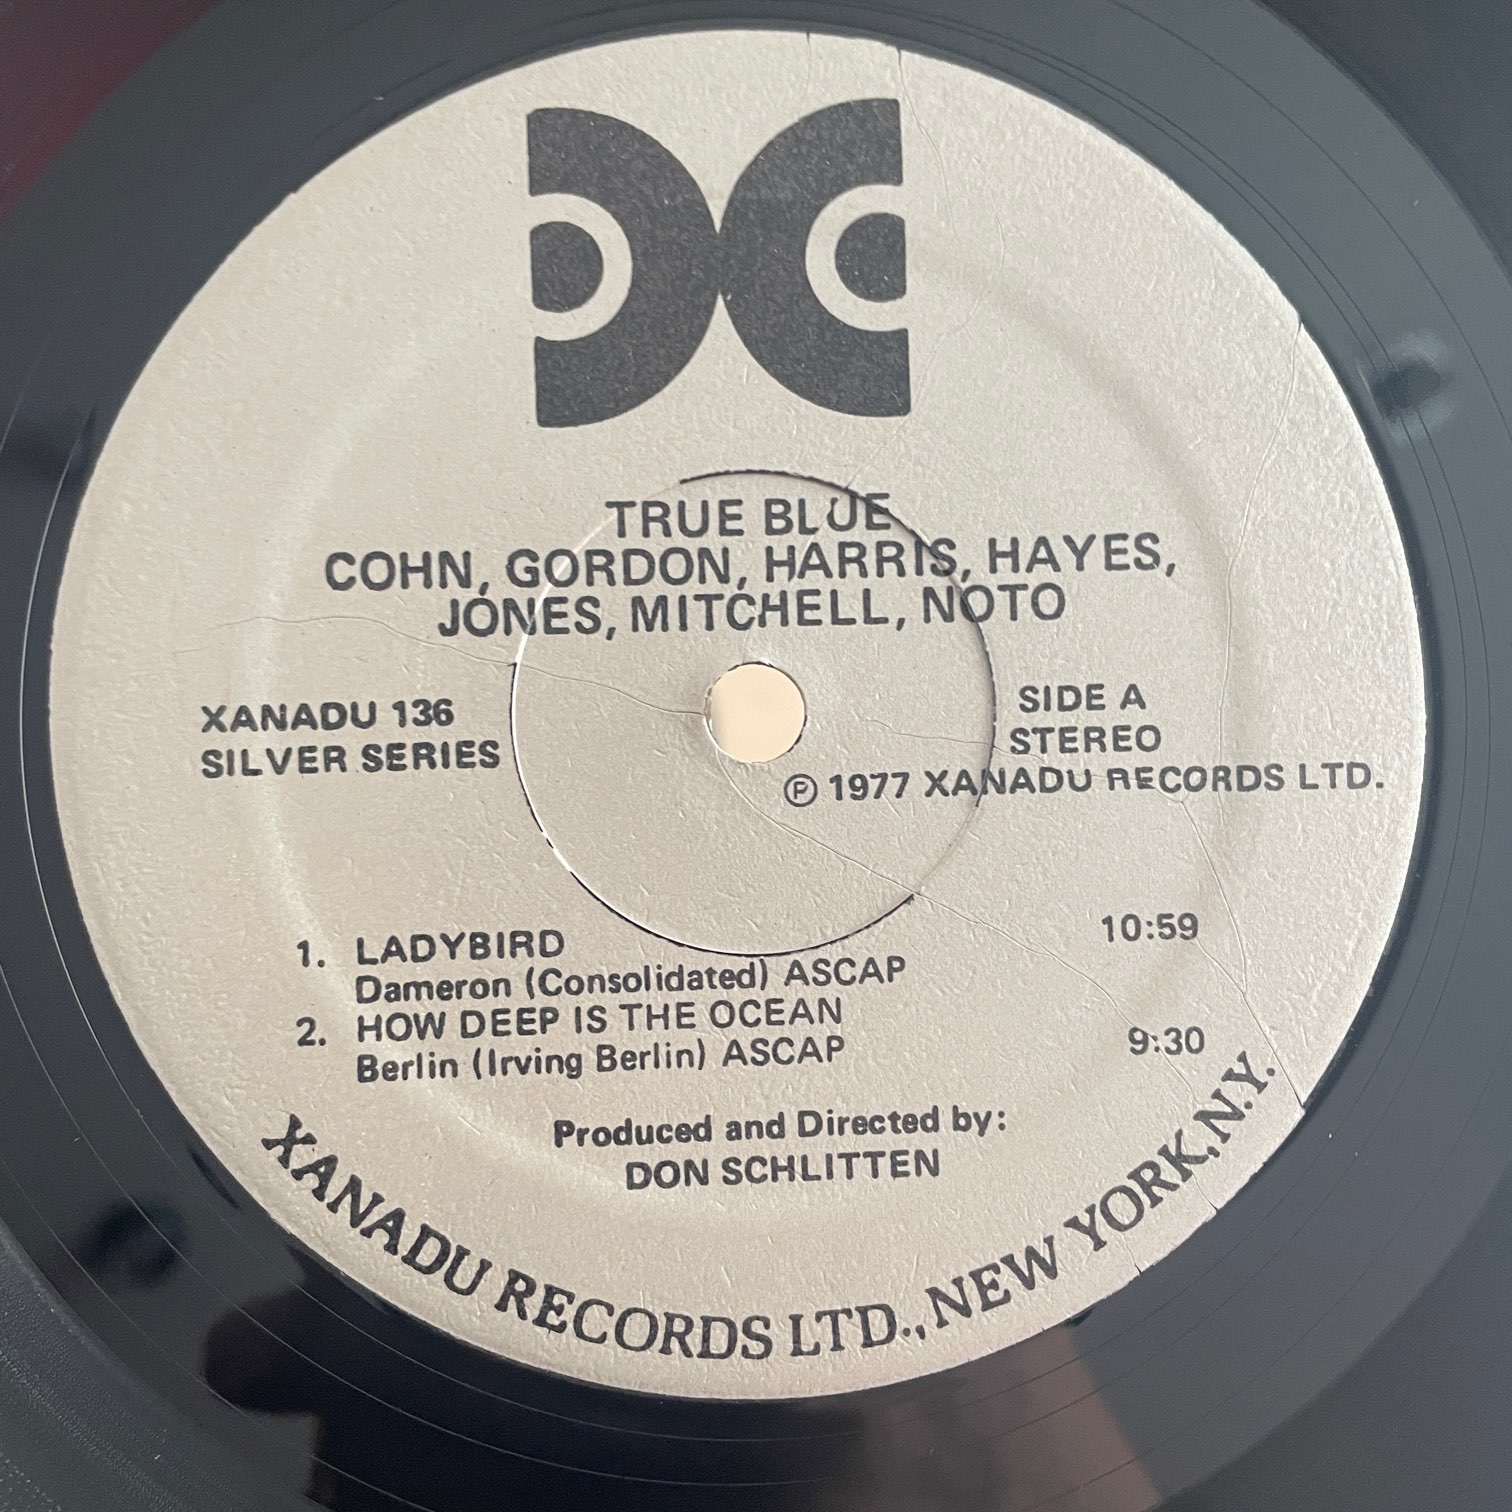 TRUE BLUE
COHN, GORDON, HARRIS, HAYES,
JONES, MITCHELL, NOTO
XANADU 136
SILVER SERIES
SIDE A
STEREO
Ⓟ 1977 XANADU RECORDS LTD.
1. LADYBIRD 10:59
Dameron (Consolidated) ASCAP
2. HOW DEEP IS THE OCEAN 9:30
Berlin (Irving Berlin) ASCAP
Produced and Directed by:
DON SCHLITTEN
XANADU RECORDS LTD., NEW YORK, N.Y.